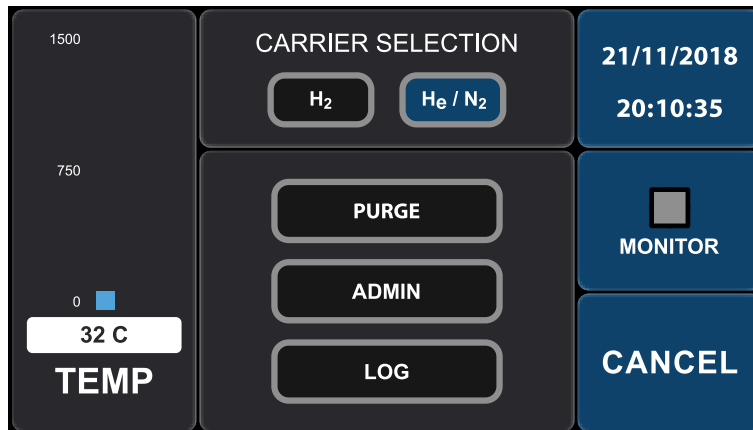 1500
750
0
32 C
TEMP
CARRIER SELECTION
H₂
He / N₂
PURGE
ADMIN
LOG
21/11/2018
20:10:35
MONITOR
CANCEL